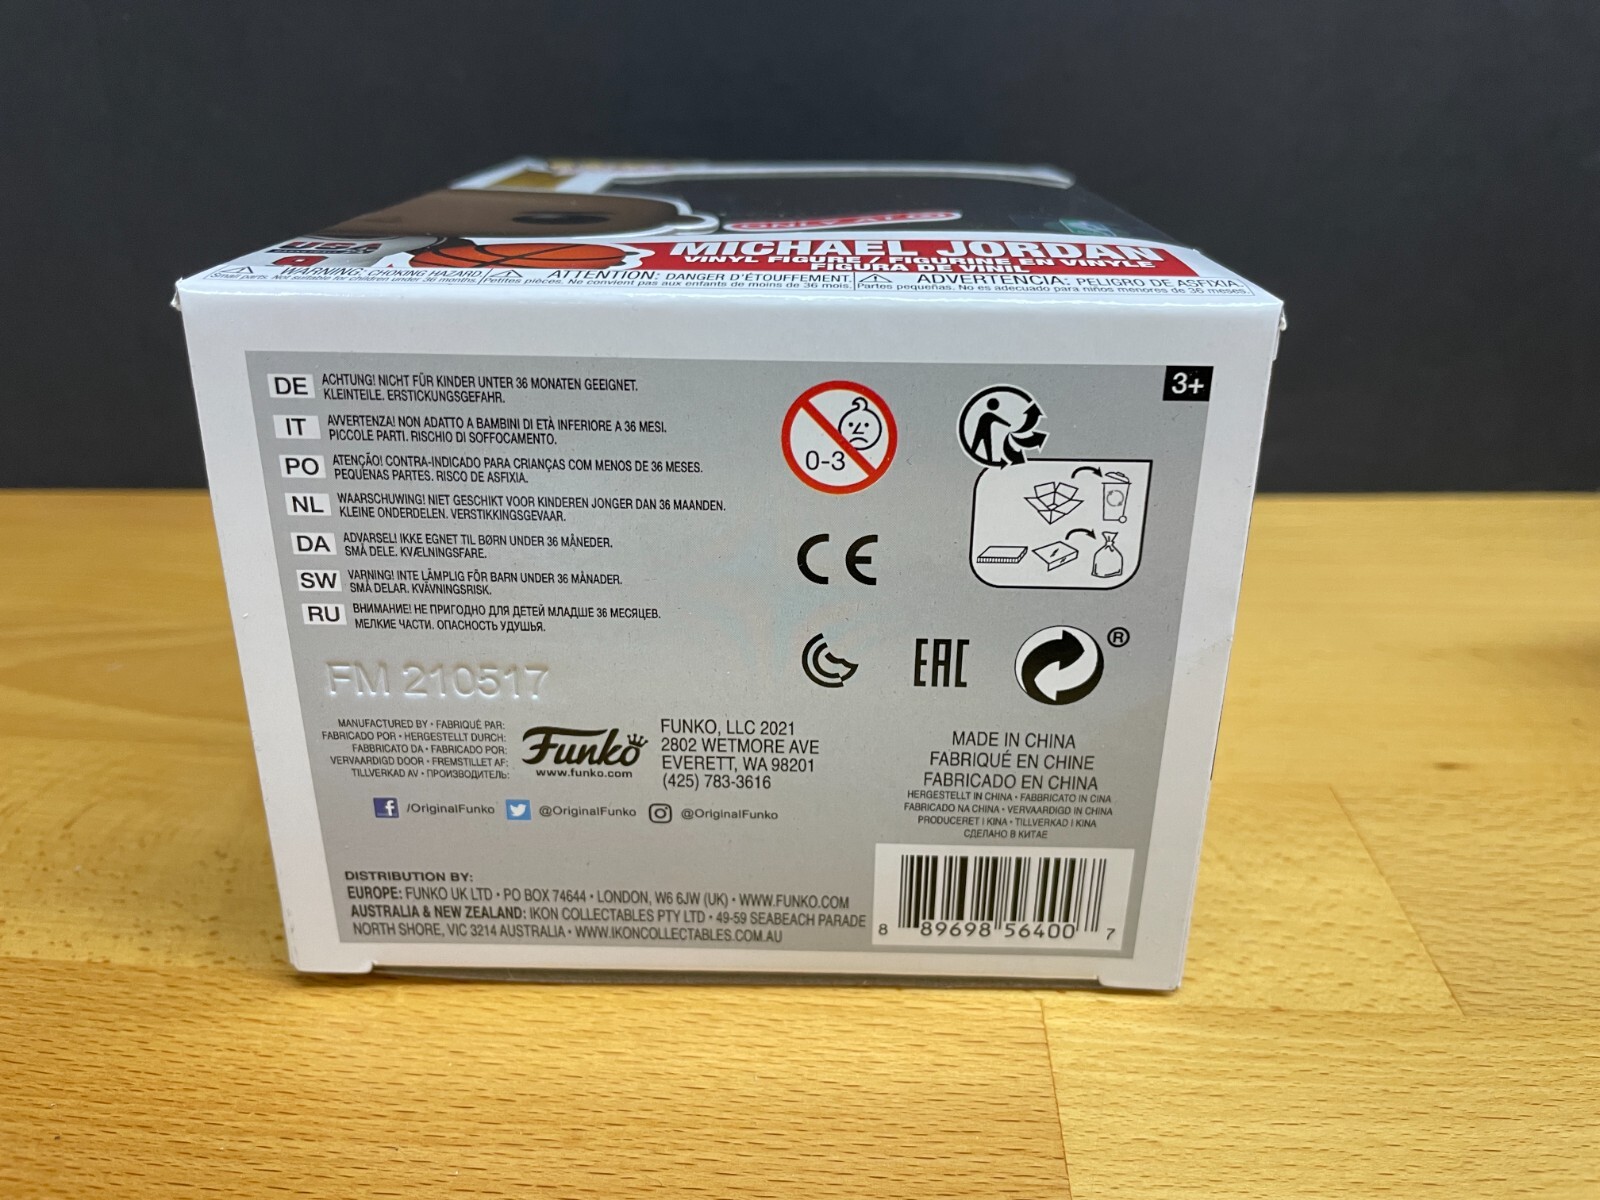 ONLY AT
USA
MICHAEL JORDAN
VINYL FIGURE / FIGURINE EN VINYLE
FIGURA DE VINIL
WARNING: CHOKING HAZARD.
Small parts. Not suitable for children under 36 months.
ATTENTION: DANGER D'ÉTOUFFEMENT.
Petites pièces. Ne convient pas aux enfants de moins de 36 mois.
ADVERTENCIA: PELIGRO DE ASFIXIA.
Partes pequeñas. No es adecuado para niños menores de 36 meses.
3+
DE ACHTUNG! NICHT FÜR KINDER UNTER 36 MONATEN GEEIGNET.
KLEINTEILE. ERSTICKUNGSGEFAHR.
IT AVVERTENZA! NON ADATTO A BAMBINI DI ETÀ INFERIORE A 36 MESI.
PICCOLE PARTI. RISCHIO DI SOFFOCAMENTO.
PO ATENÇÃO! CONTRA-INDICADO PARA CRIANÇAS COM MENOS DE 36 MESES.
PEQUENAS PARTES. RISCO DE ASFIXIA.
NL WAARSCHUWING! NIET GESCHIKT VOOR KINDEREN JONGER DAN 36 MAANDEN.
KLEINE ONDERDELEN. VERSTIKKINGSGEVAAR.
DA ADVARSEL! IKKE EGNET TIL BØRN UNDER 36 MÅNEDER.
SMÅ DELE. KVÆLNINGSFARE.
SW VARNING! INTE LÄMPLIG FÖR BARN UNDER 36 MÅNADER.
SMÅ DELAR. KVÄVNINGSRISK.
RU ВНИМАНИЕ! НЕ ПРИГОДНО ДЛЯ ДЕТЕЙ МЛАДШЕ 36 МЕСЯЦЕВ.
МЕЛКИЕ ЧАСТИ. ОПАСНОСТЬ УДУШЬЯ.
0-3
CE
EAC
®
FM 210517
MANUFACTURED BY • FABRIQUÉ PAR:
FABRICADO POR • HERGESTELLT DURCH:
FABBRICATO DA • FABRICADO POR:
VERVAARDIGD DOOR • FREMSTILLET AF:
TILLVERKAD AV • ПРОИЗВОДИТЕЛЬ:
Funko
www.funko.com
FUNKO, LLC 2021
2802 WETMORE AVE
EVERETT, WA 98201
(425) 783-3616
/OriginalFunko @OriginalFunko @OriginalFunko
MADE IN CHINA
FABRIQUÉ EN CHINE
FABRICADO EN CHINA
HERGESTELLT IN CHINA • FABBRICATO IN CINA
FABRICADO NA CHINA • VERVAARDIGD IN CHINA
PRODUCERET I KINA • TILLVERKAD I KINA
СДЕЛАНО В КИТАЕ
DISTRIBUTION BY:
EUROPE: FUNKO UK LTD • PO BOX 74644 • LONDON, W6 6JW (UK) • WWW.FUNKO.COM
AUSTRALIA & NEW ZEALAND: IKON COLLECTABLES PTY LTD • 49-59 SEABEACH PARADE
NORTH SHORE, VIC 3214 AUSTRALIA • WWW.IKONCOLLECTABLES.COM.AU
8 89698 56400 7